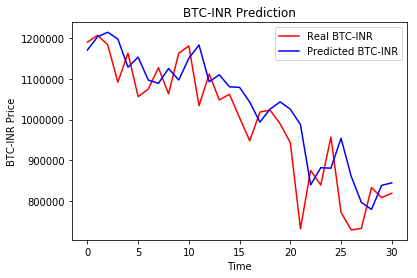 BTC-INR Prediction
Real BTC-INR
Predicted BTC-INR
BTC-INR Price
1200000
1100000
1000000
900000
800000
0 5 10 15 20 25 30
Time